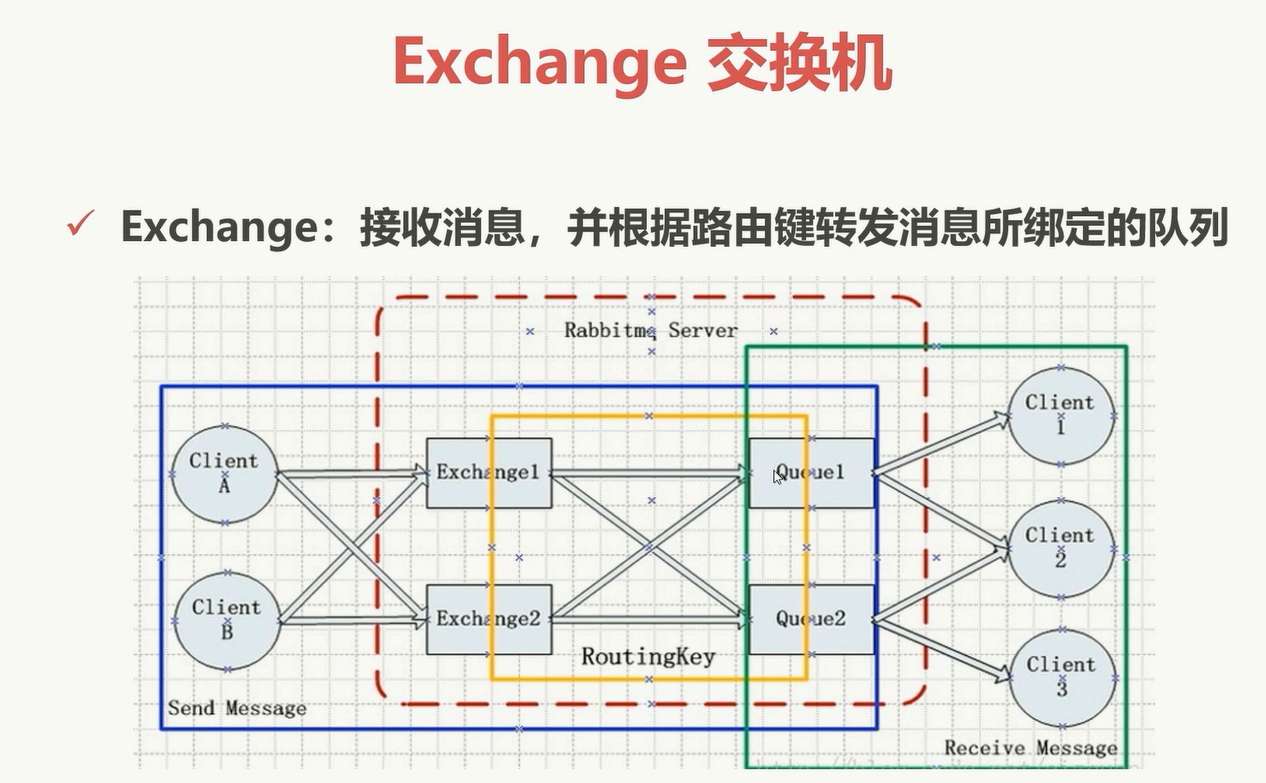 Exchange 交换机
✓ Exchange：接收消息，并根据路由键转发消息所绑定的队列
Rabbitmq Server
Client
1
Client
A
Exchange1
Queue1
Client
2
Client
B
Exchange2
Queue2
RoutingKey
Client
3
Send Message
Receive Message